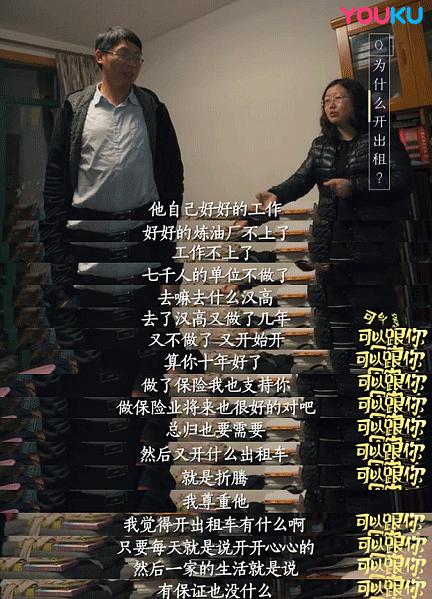 YOUKU
Q为什么开出租？
他自己好好的工作
好好的炼油厂不上了
工作不上了
七千人的单位不做了
去嘛去什么汉高
去了汉高又做了几年
又不做了 又开始开
可以跟你
算你十年好了
可以跟你
做了保险我也支持你
可以跟你
做保险业将来也很好的对吧
可以跟你
总归也要需要
可以跟你
然后又开什么出租车
可以跟你
就是折腾
可以跟你
我尊重他
我觉得开出租车有什么啊
可以跟你
只要每天就是说开开心心的
可以跟你
然后一家的生活就是说
可以跟你
有保证也没什么
可以跟你